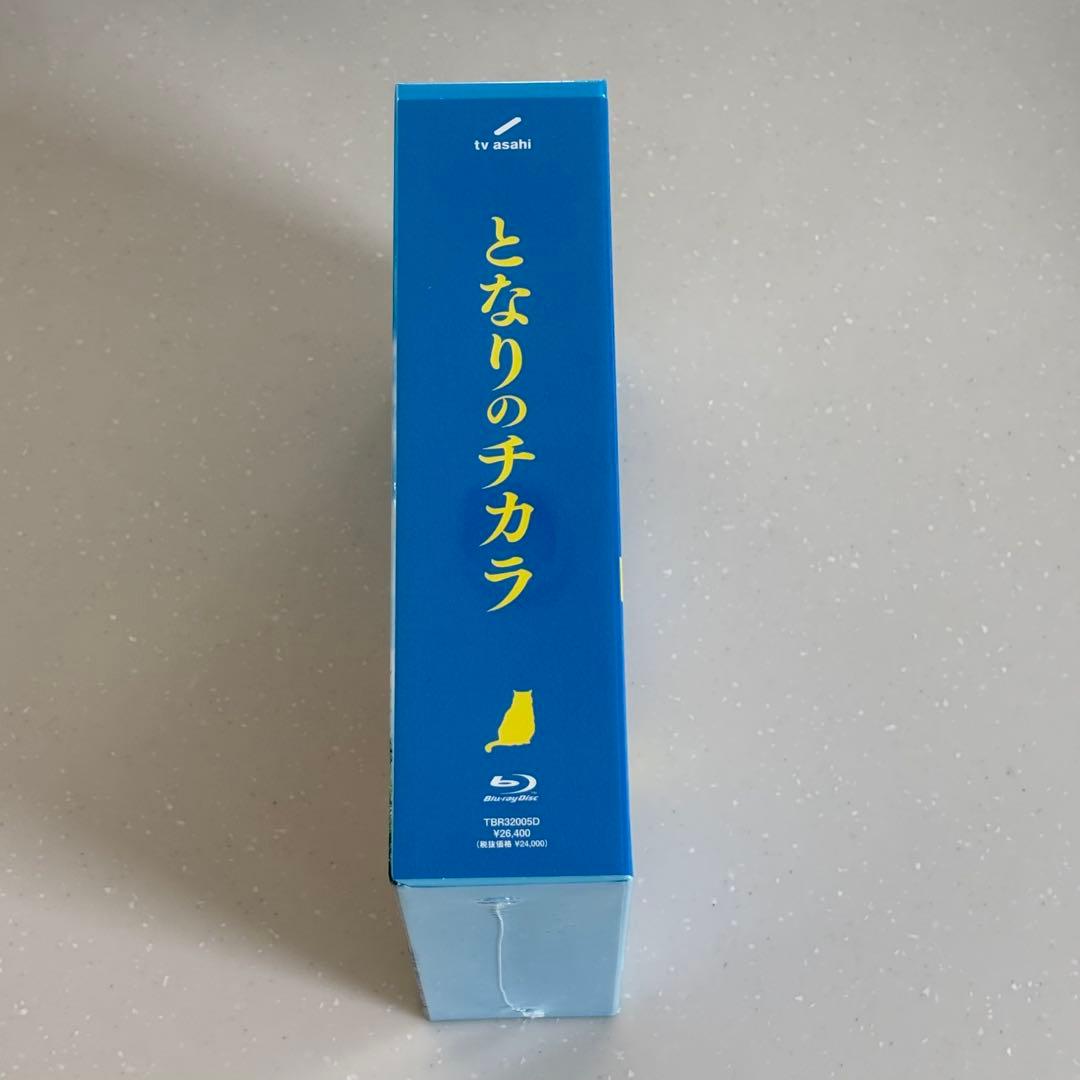 tv asahi
となりのチカラ
Blu-ray Disc
TBR32005D
¥26,400
(税抜価格 ¥24,000)